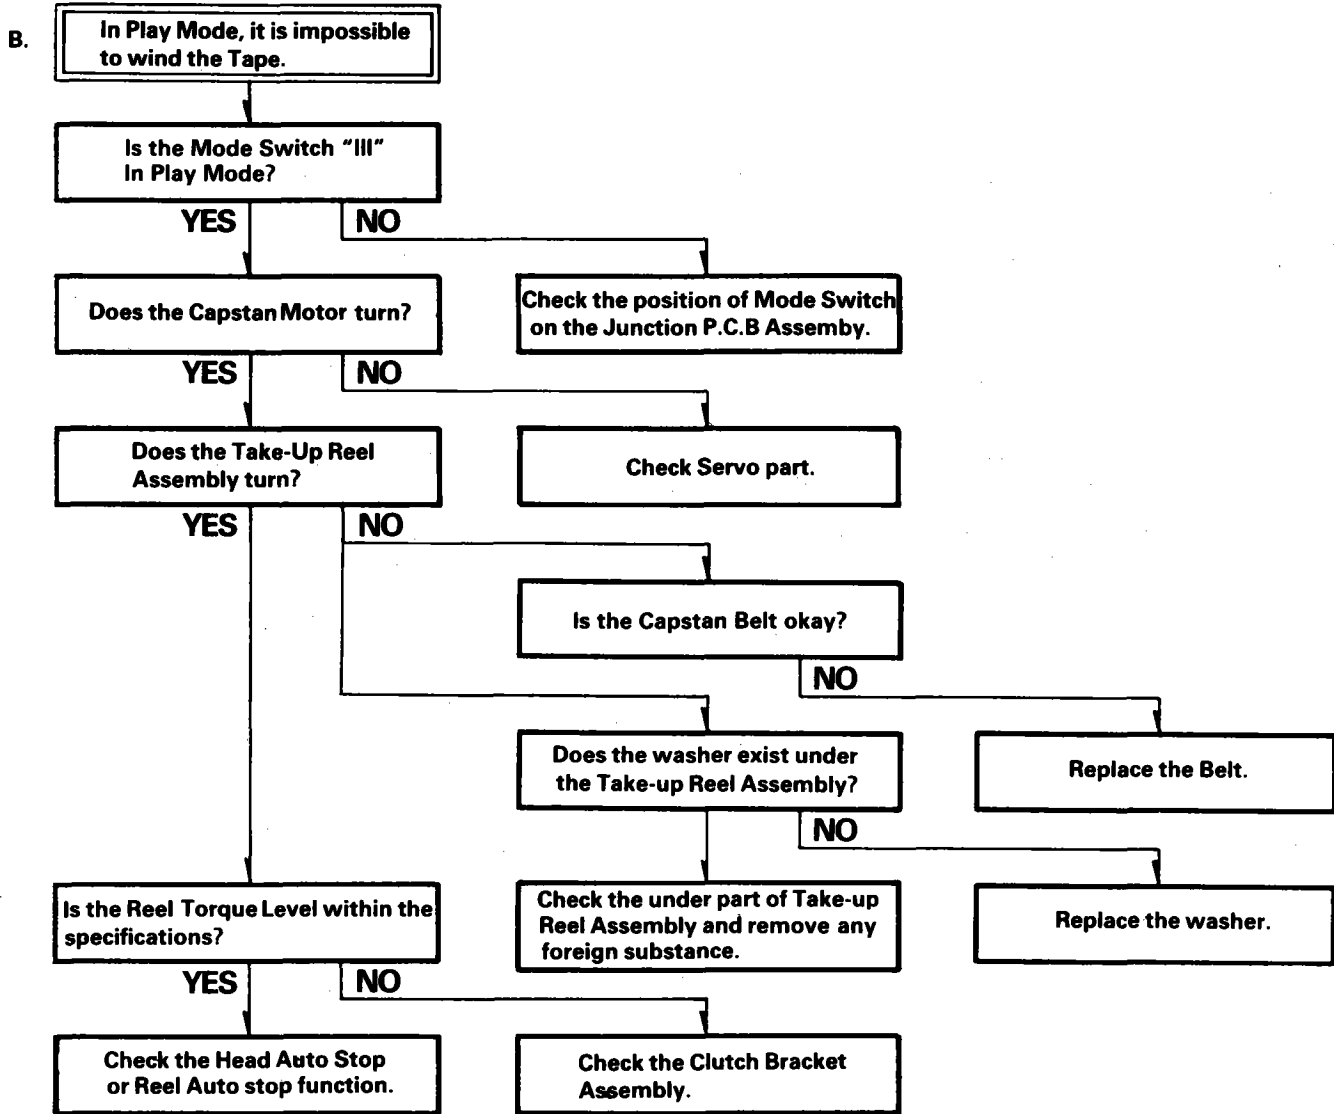 B.
In Play Mode, it is impossible
to wind the Tape.
Is the Mode Switch "III"
In Play Mode?
YES
NO
Does the Capstan Motor turn?
Check the position of Mode Switch
on the Junction P.C.B Assemby.
YES
NO
Does the Take-Up Reel
Assembly turn?
Check Servo part.
YES
NO
Is the Capstan Belt okay?
NO
Does the washer exist under
the Take-up Reel Assembly?
Replace the Belt.
NO
Is the Reel Torque Level within the
specifications?
Check the under part of Take-up
Reel Assembly and remove any
foreign substance.
Replace the washer.
YES
NO
Check the Head Auto Stop
or Reel Auto stop function.
Check the Clutch Bracket
Assembly.